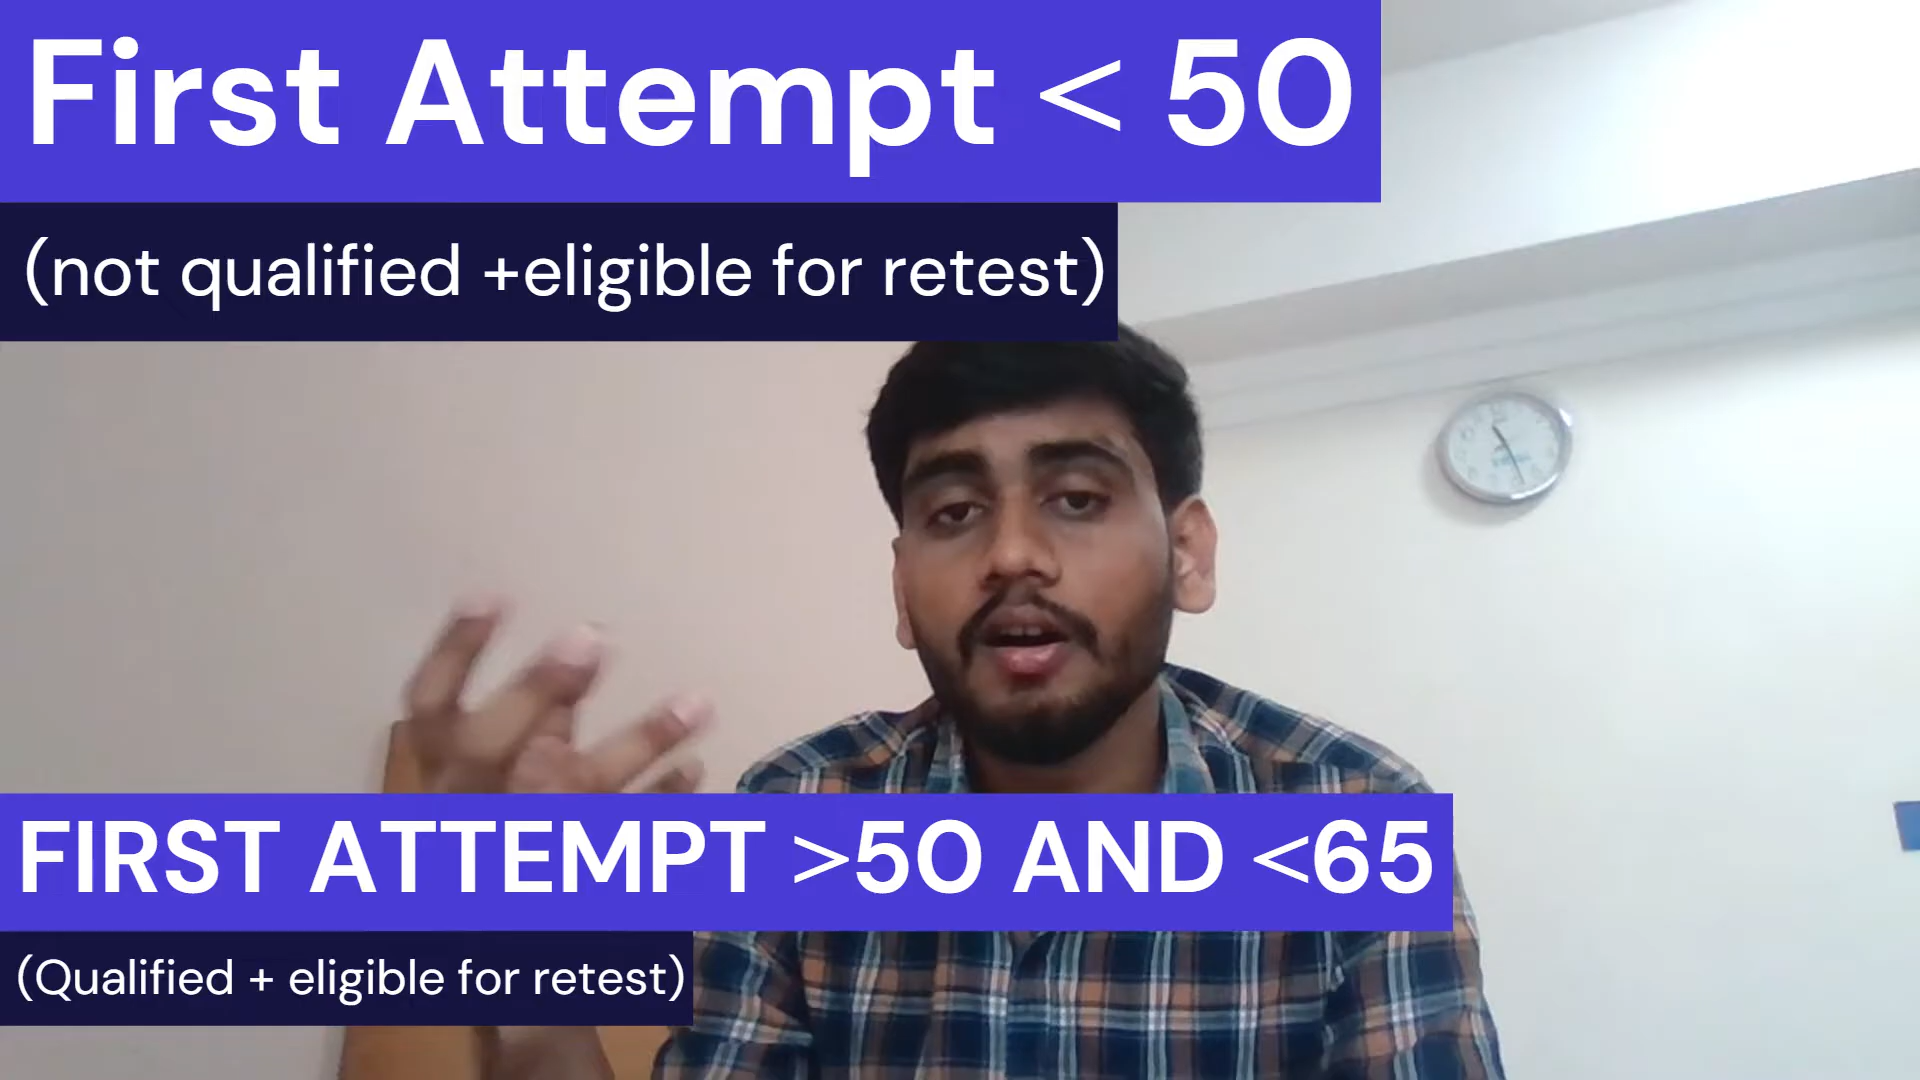 First Attempt < 50
(not qualified +eligible for retest)
FIRST ATTEMPT >50 AND <65
(Qualified + eligible for retest)